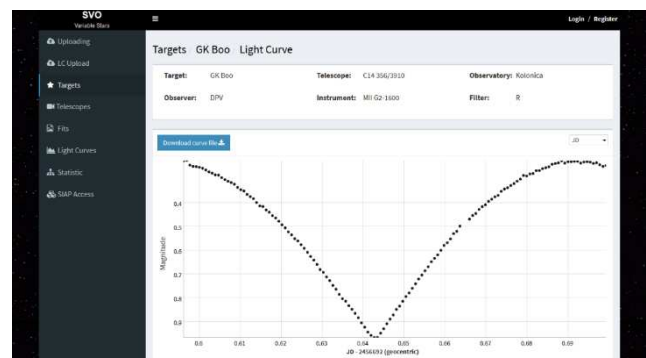 SVO
Variable Stars
Login / Register
Uploading
LC Upload
Targets
Telescopes
Fits
Light Curves
Statistic
SIAP Access
Targets GK Boo Light Curve
Target: GK Boo Telescope: C14 356/3910 Observatory: Kolonica
Observer: DPV Instrument: MII G2-1600 Filter: R
Download curve file
JD
Magnitude
0.4
0.5
0.6
0.7
0.8
0.9
0.6 0.61 0.62 0.63 0.64 0.65 0.66 0.67 0.68 0.69
JD - 2456692 (geocentric)